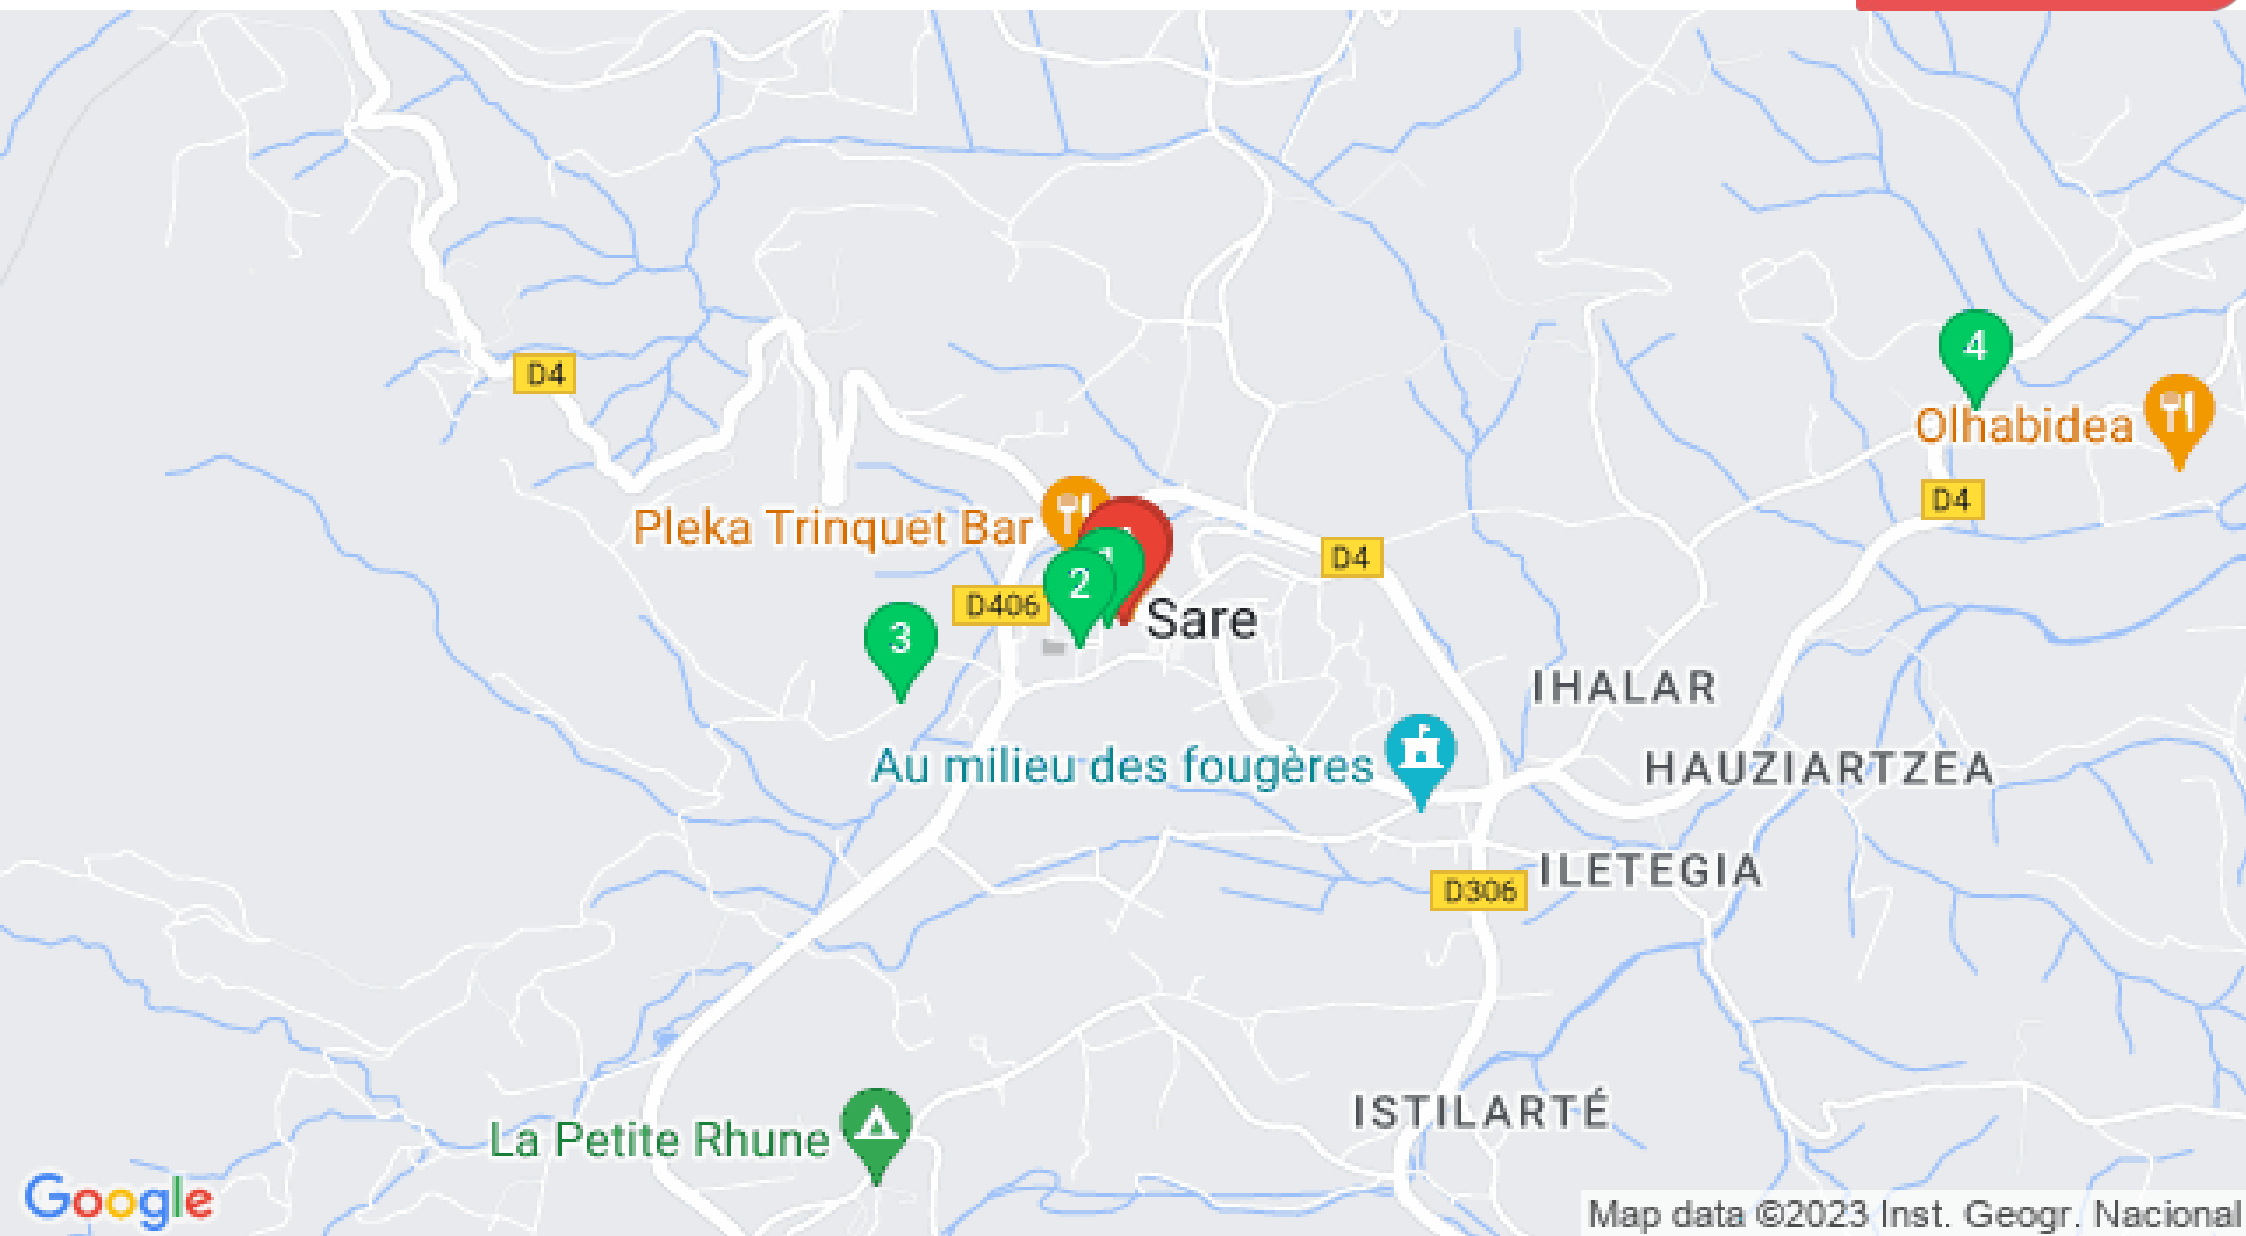 D4
4
Olhabidea
D4
Pleka Trinquet Bar
1
D4
2
D406
Sare
3
IHALAR
Au milieu des fougères
HAUZIARTZEA
ILETEGIA
D306
ISTILARTÉ
La Petite Rhune
Google
Map data ©2023 Inst. Geogr. Nacional